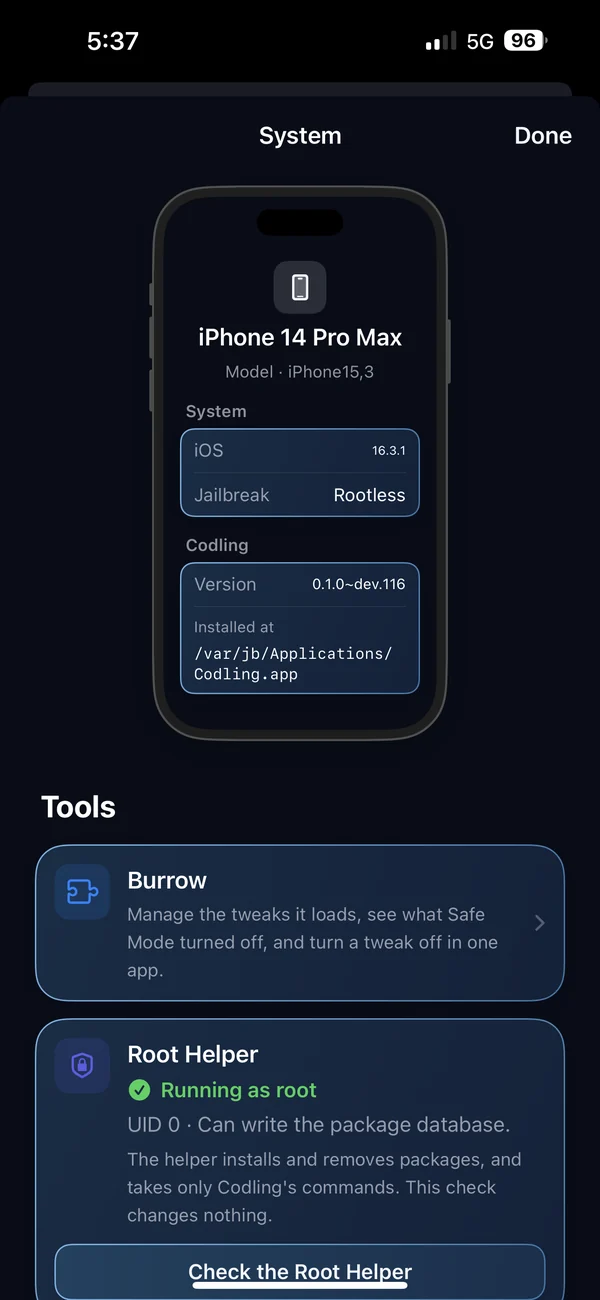 5:37
5G 96
System
Done
iPhone 14 Pro Max
Model · iPhone15,3
System
iOS 16.3.1
Jailbreak Rootless
Codling
Version 0.1.0~dev.116
Installed at
/var/jb/Applications/
Codling.app
Tools
Burrow
Manage the tweaks it loads, see what Safe
Mode turned off, and turn a tweak off in one
app.
Root Helper
Running as root
UID 0 · Can write the package database.
The helper installs and removes packages, and
takes only Codling's commands. This check
changes nothing.
Check the Root Helper